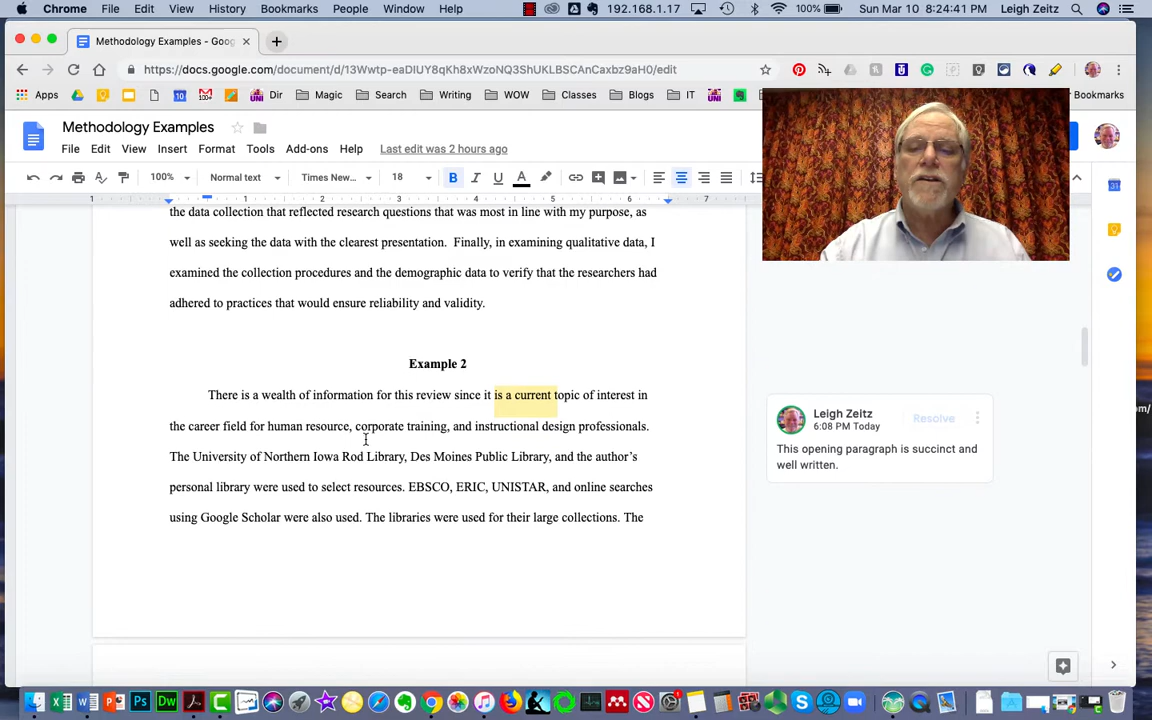 Chrome File Edit View History Bookmarks People Window Help 192.168.1.17 100% Sun Mar 10 8:24:41 PM Leigh Zeitz
Methodology Examples - Goog
https://docs.google.com/document/d/13Wwtp-eaDIUY8qKh8xWzoNQ3ShUKLBSCAnCaxbz9aH0/edit
Apps 10 100+ Dir Magic Search Writing WOW Classes Blogs IT Bookmarks
Methodology Examples
File Edit View Insert Format Tools Add-ons Help Last edit was 2 hours ago
100% Normal text Times New... 18 B I U A
1 1 2 3 4 5 6 7
the data collection that reflected research questions that was most in line with my purpose, as
well as seeking the data with the clearest presentation. Finally, in examining qualitative data, I
examined the collection procedures and the demographic data to verify that the researchers had
adhered to practices that would ensure reliability and validity.
Example 2
There is a wealth of information for this review since it is a current topic of interest in
the career field for human resource, corporate training, and instructional design professionals.
The University of Northern Iowa Rod Library, Des Moines Public Library, and the author's
personal library were used to select resources. EBSCO, ERIC, UNISTAR, and online searches
using Google Scholar were also used. The libraries were used for their large collections. The
Leigh Zeitz Resolve
6:08 PM Today
This opening paragraph is succinct and
well written.